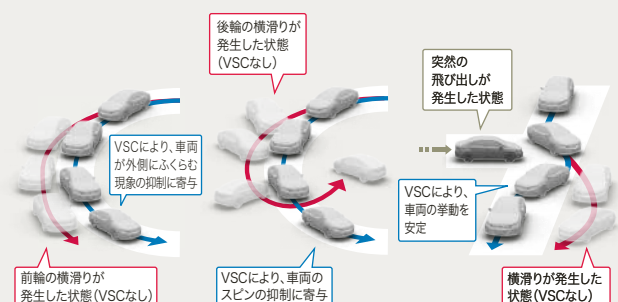 後輪の横滑りが
発生した状態
（VSCなし）
突然の
飛び出しが
発生した状態
VSCにより、車両
が外側にふくらむ
現象の抑制に寄与
VSCにより、
車両の挙動を
安定
前輪の横滑りが
発生した状態（VSCなし）
VSCにより、車両の
スピンの抑制に寄与
横滑りが発生した
状態（VSCなし）